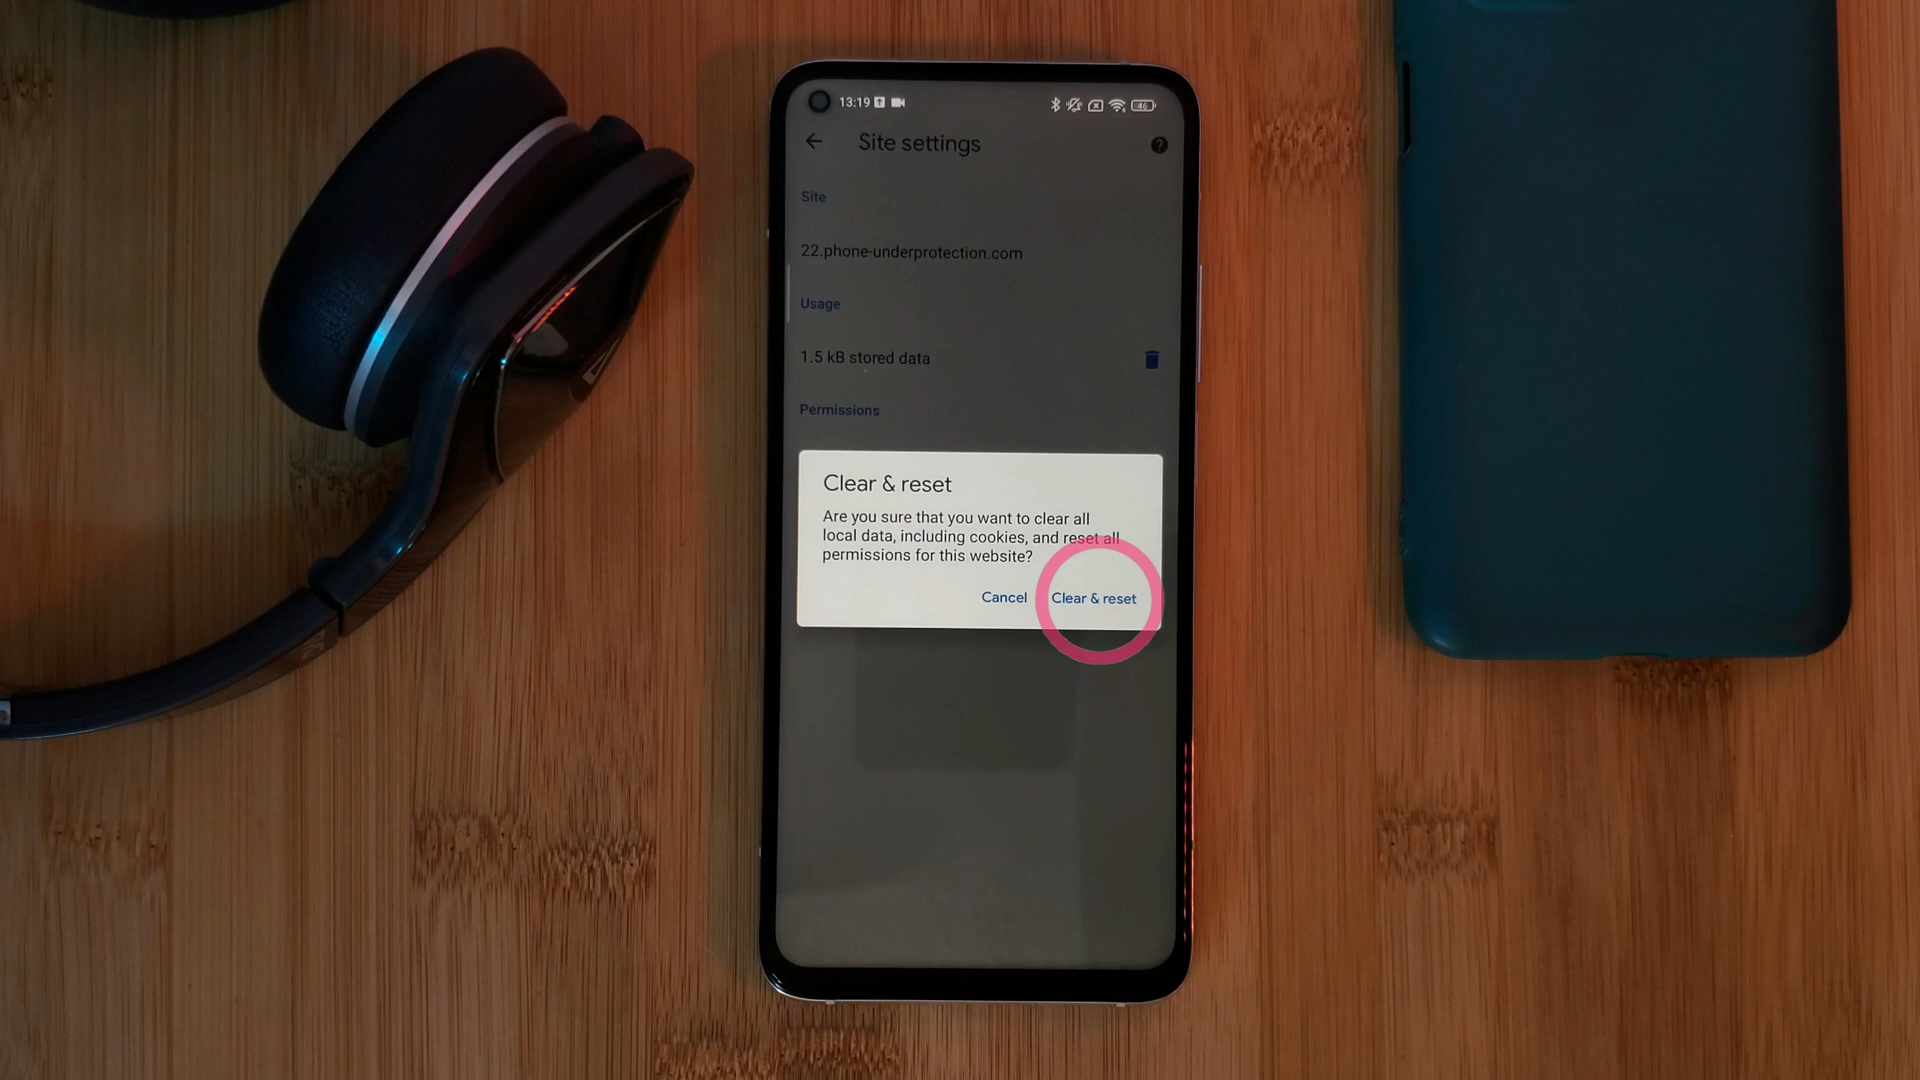 13:19
46
Site settings
?
Site
22.phone-underprotection.com
Usage
1.5 kB stored data
Permissions
Clear & reset
Are you sure that you want to clear all
local data, including cookies, and reset all
permissions for this website?
Cancel Clear & reset